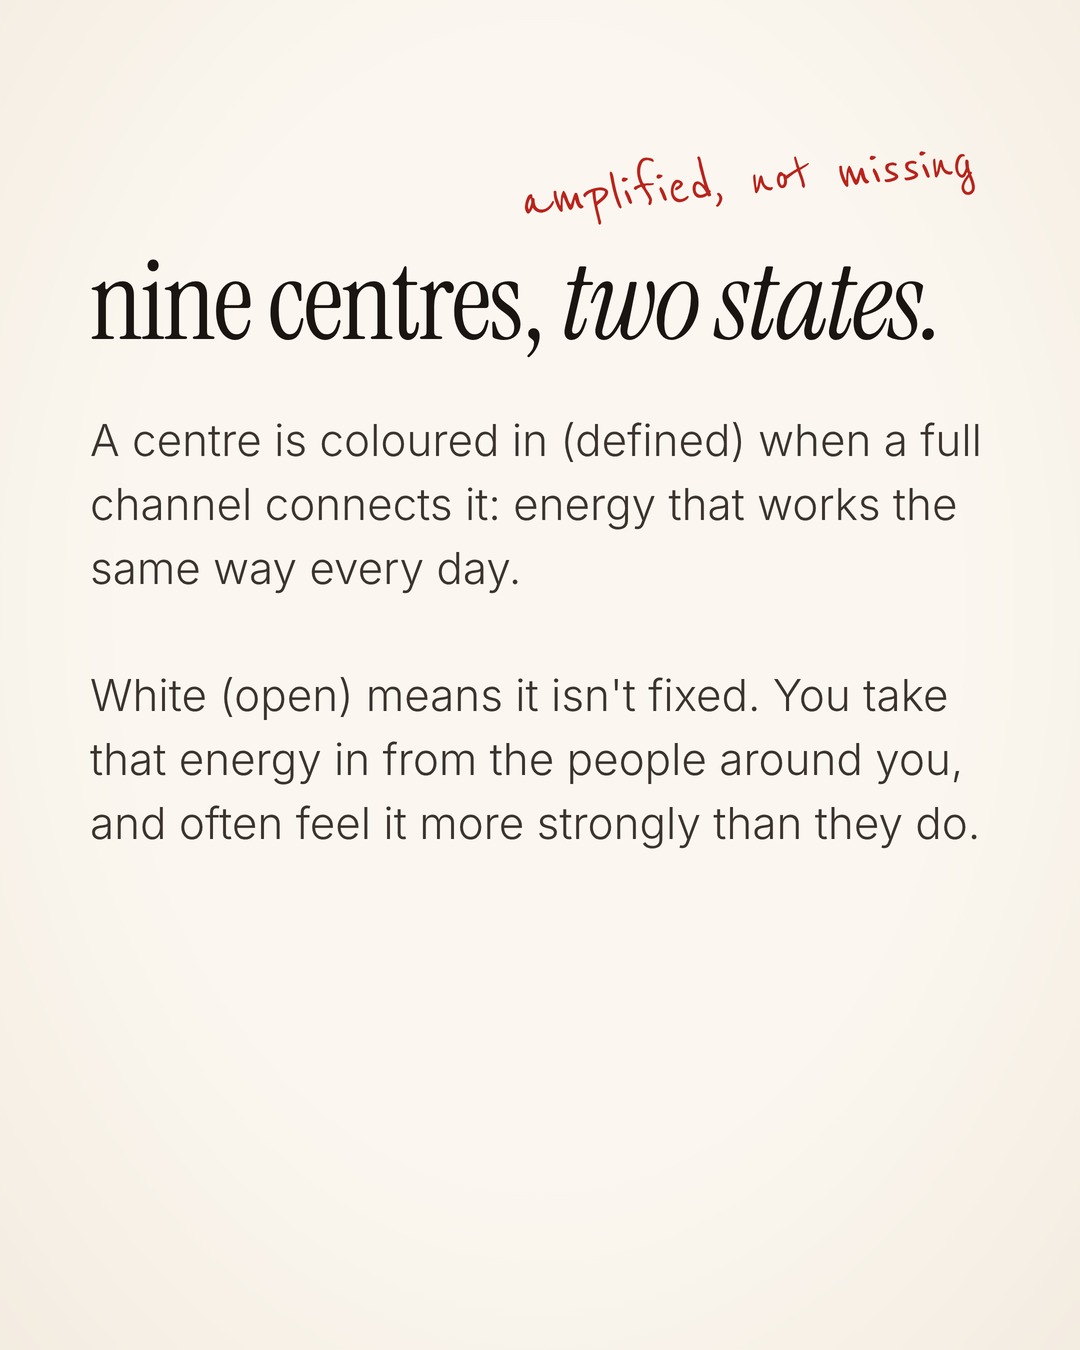 amplified, not missing
nine centres, two states.
A centre is coloured in (defined) when a full
channel connects it: energy that works the
same way every day.
White (open) means it isn't fixed. You take
that energy in from the people around you,
and often feel it more strongly than they do.